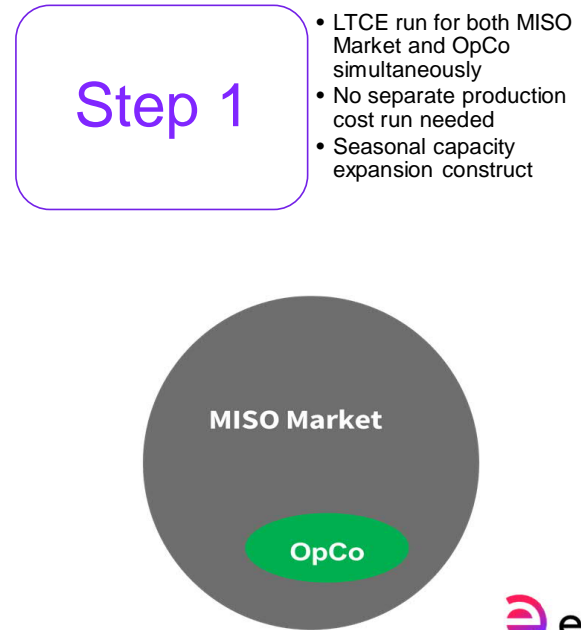 Step 1
• LTCE run for both MISO
Market and OpCo
simultaneously
• No separate production
cost run needed
• Seasonal capacity
expansion construct
MISO Market
OpCo
e